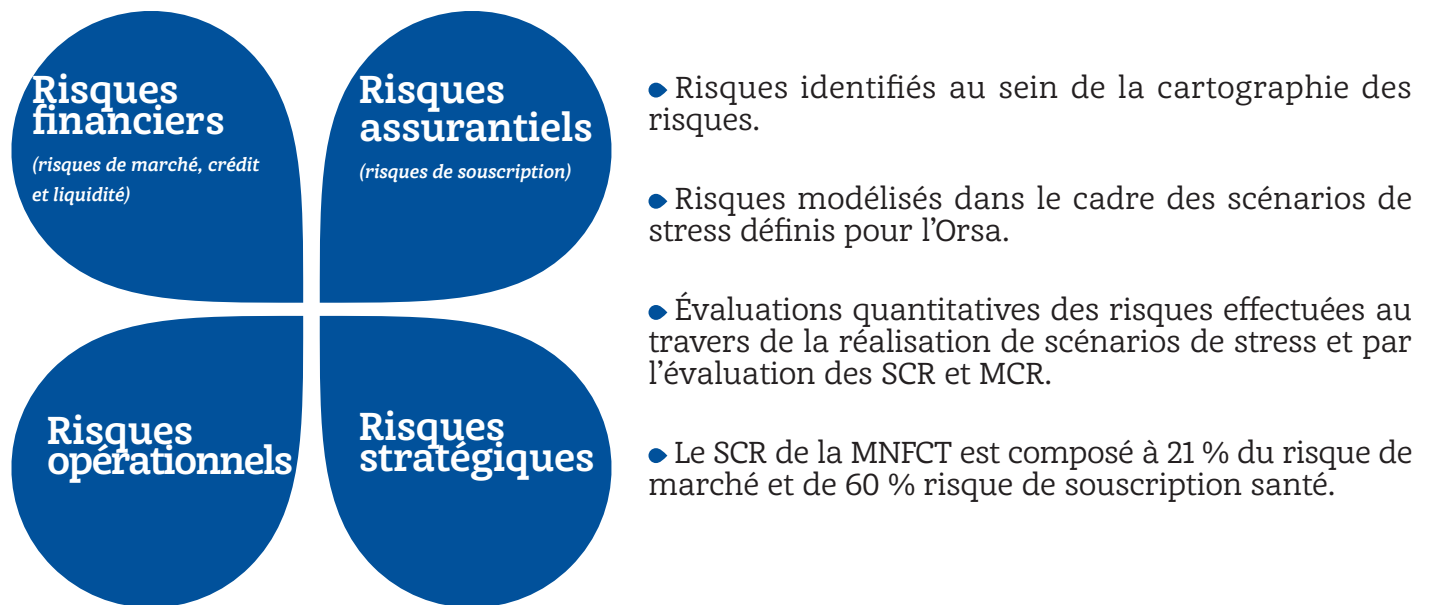 Risques
financiers
(risques de marché, crédit
et liquidité)
Risques
assurantiels
(risques de souscription)
Risques
opérationnels
Risques
stratégiques
Risques identifiés au sein de la cartographie des
risques.
Risques modélisés dans le cadre des scénarios de
stress définis pour l’Orsa.
Évaluations quantitatives des risques effectuées au
travers de la réalisation de scénarios de stress et par
l’évaluation des SCR et MCR.
Le SCR de la MNFCT est composé à 21 % du risque de
marché et de 60 % risque de souscription santé.